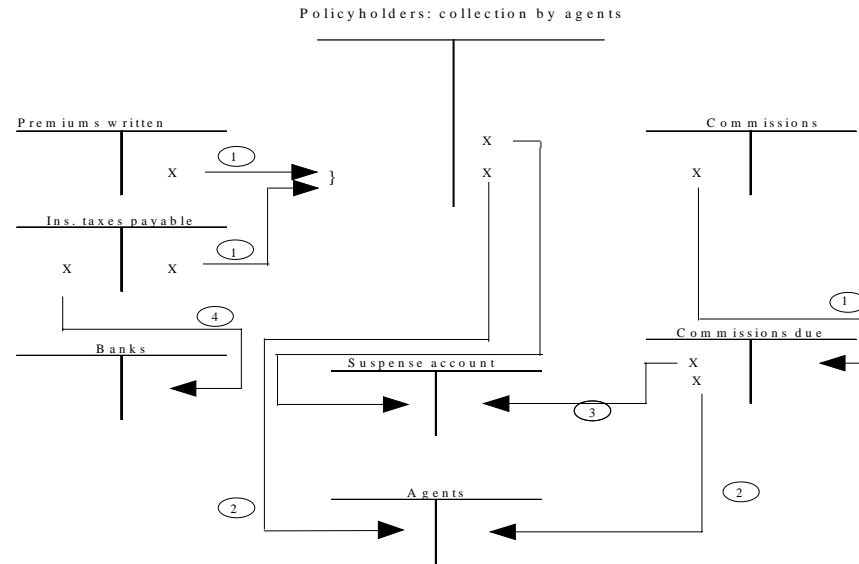 Policyholders: collection by agents
Premiums written
Commissions
X
X
1
X
}
X
Ins. taxes payable
1
X
X
4
1
Banks
Commissions due
Suspense account
X
X
3
Agents
2
2